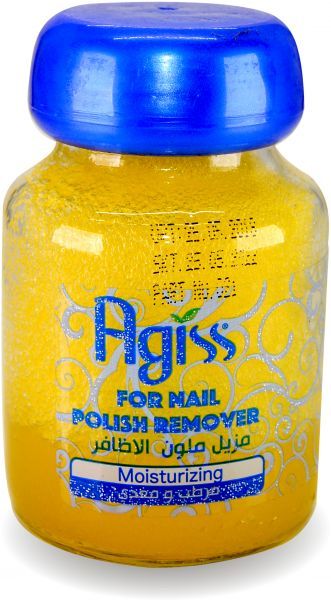 Agiss
FOR NAIL
POLISH REMOVER
مزيل ملون الاظافر
Moisturizing
مرطب و مغذي